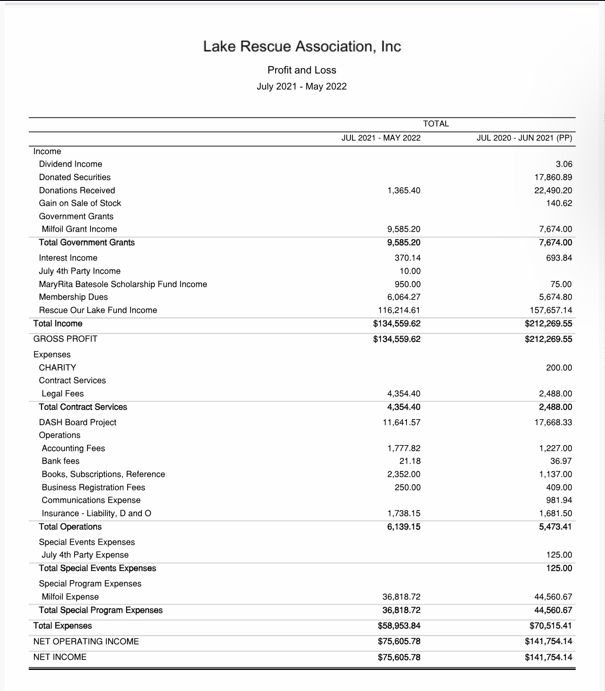 Lake Rescue Association, Inc
Profit and Loss
July 2021 - May 2022
TOTAL
JUL 2021 - MAY 2022 JUL 2020 - JUN 2021 (PP)
Income
Dividend Income 3.06
Donated Securities 17,860.89
Donations Received 1,365.40 22,490.20
Gain on Sale of Stock 140.62
Government Grants
Milfoil Grant Income 9,585.20 7,674.00
Total Government Grants 9,585.20 7,674.00
Interest Income 370.14 693.84
July 4th Party Income 10.00
MaryRita Batesole Scholarship Fund Income 950.00 75.00
Membership Dues 6,064.27 5,674.80
Rescue Our Lake Fund Income 116,214.61 157,657.14
Total Income $134,559.62 $212,269.55
GROSS PROFIT $134,559.62 $212,269.55
Expenses
CHARITY 200.00
Contract Services
Legal Fees 4,354.40 2,488.00
Total Contract Services 4,354.40 2,488.00
DASH Board Project 11,641.57 17,668.33
Operations
Accounting Fees 1,777.82 1,227.00
Bank fees 21.18 36.97
Books, Subscriptions, Reference 2,352.00 1,137.00
Business Registration Fees 250.00 409.00
Communications Expense 981.94
Insurance - Liability, D and O 1,738.15 1,681.50
Total Operations 6,139.15 5,473.41
Special Events Expenses
July 4th Party Expense 125.00
Total Special Events Expenses 125.00
Special Program Expenses
Milfoil Expense 36,818.72 44,560.67
Total Special Program Expenses 36,818.72 44,560.67
Total Expenses $58,953.84 $70,515.41
NET OPERATING INCOME $75,605.78 $141,754.14
NET INCOME $75,605.78 $141,754.14